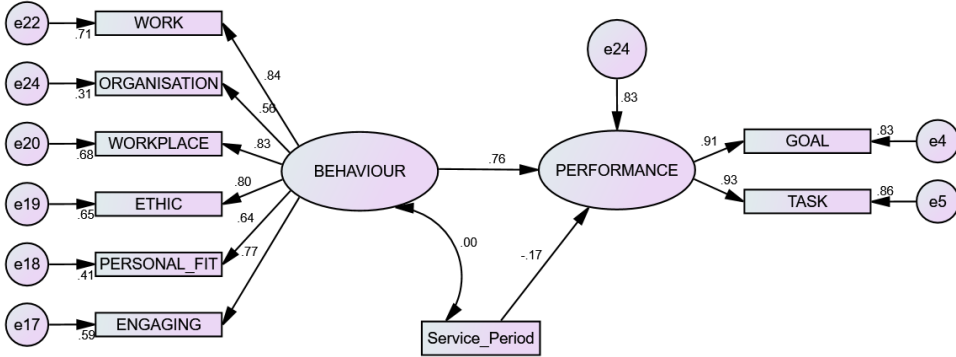 e22
.71
WORK
e24
.31
ORGANISATION
e20
.68
WORKPLACE
e19
.65
ETHIC
e18
.41
PERSONAL_FIT
e17
.59
ENGAGING
.84
.56
.83
.80
.64
.77
BEHAVIOUR
.76
.00
Service_Period
-.17
e24
.83
PERFORMANCE
.91
.93
GOAL
.83
e4
TASK
.86
e5